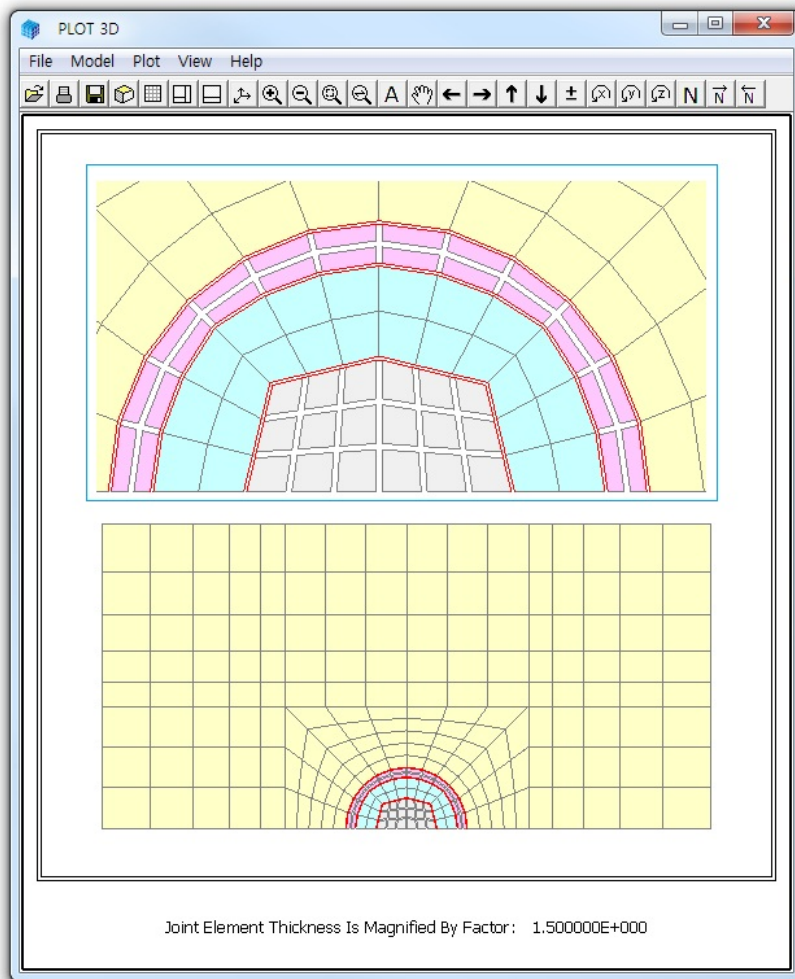 PLOT 3D
File Model Plot View Help
A ± x y z N N N
Joint Element Thickness Is Magnified By Factor: 1.500000E+000